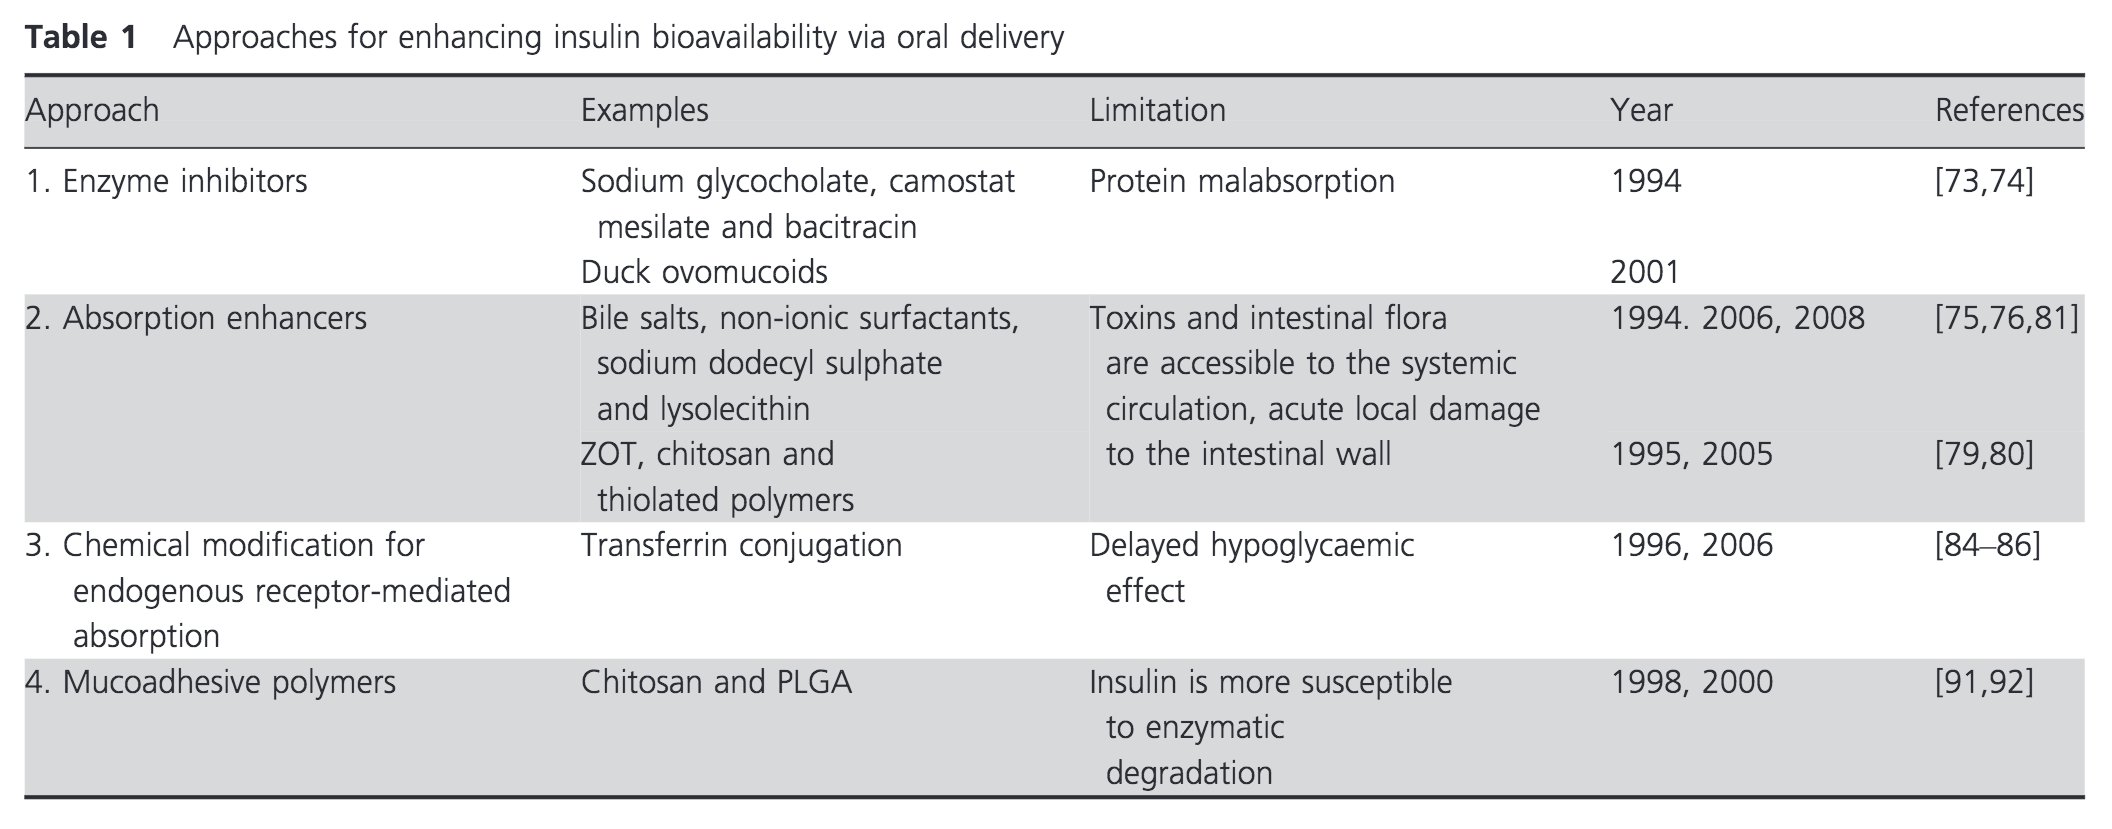 Table 1 Approaches for enhancing insulin bioavailability via oral delivery
Approach Examples Limitation Year References
1. Enzyme inhibitors Sodium glycocholate, camostat Protein malabsorption 1994 [73,74]
mesilate and bacitracin
Duck ovomucoids 2001
2. Absorption enhancers Bile salts, non-ionic surfactants, Toxins and intestinal flora 1994. 2006, 2008 [75,76,81]
sodium dodecyl sulphate are accessible to the systemic
and lysolecithin circulation, acute local damage
ZOT, chitosan and to the intestinal wall 1995, 2005 [79,80]
thiolated polymers
3. Chemical modification for Transferrin conjugation Delayed hypoglycaemic 1996, 2006 [84–86]
endogenous receptor-mediated effect
absorption
4. Mucoadhesive polymers Chitosan and PLGA Insulin is more susceptible 1998, 2000 [91,92]
to enzymatic
degradation